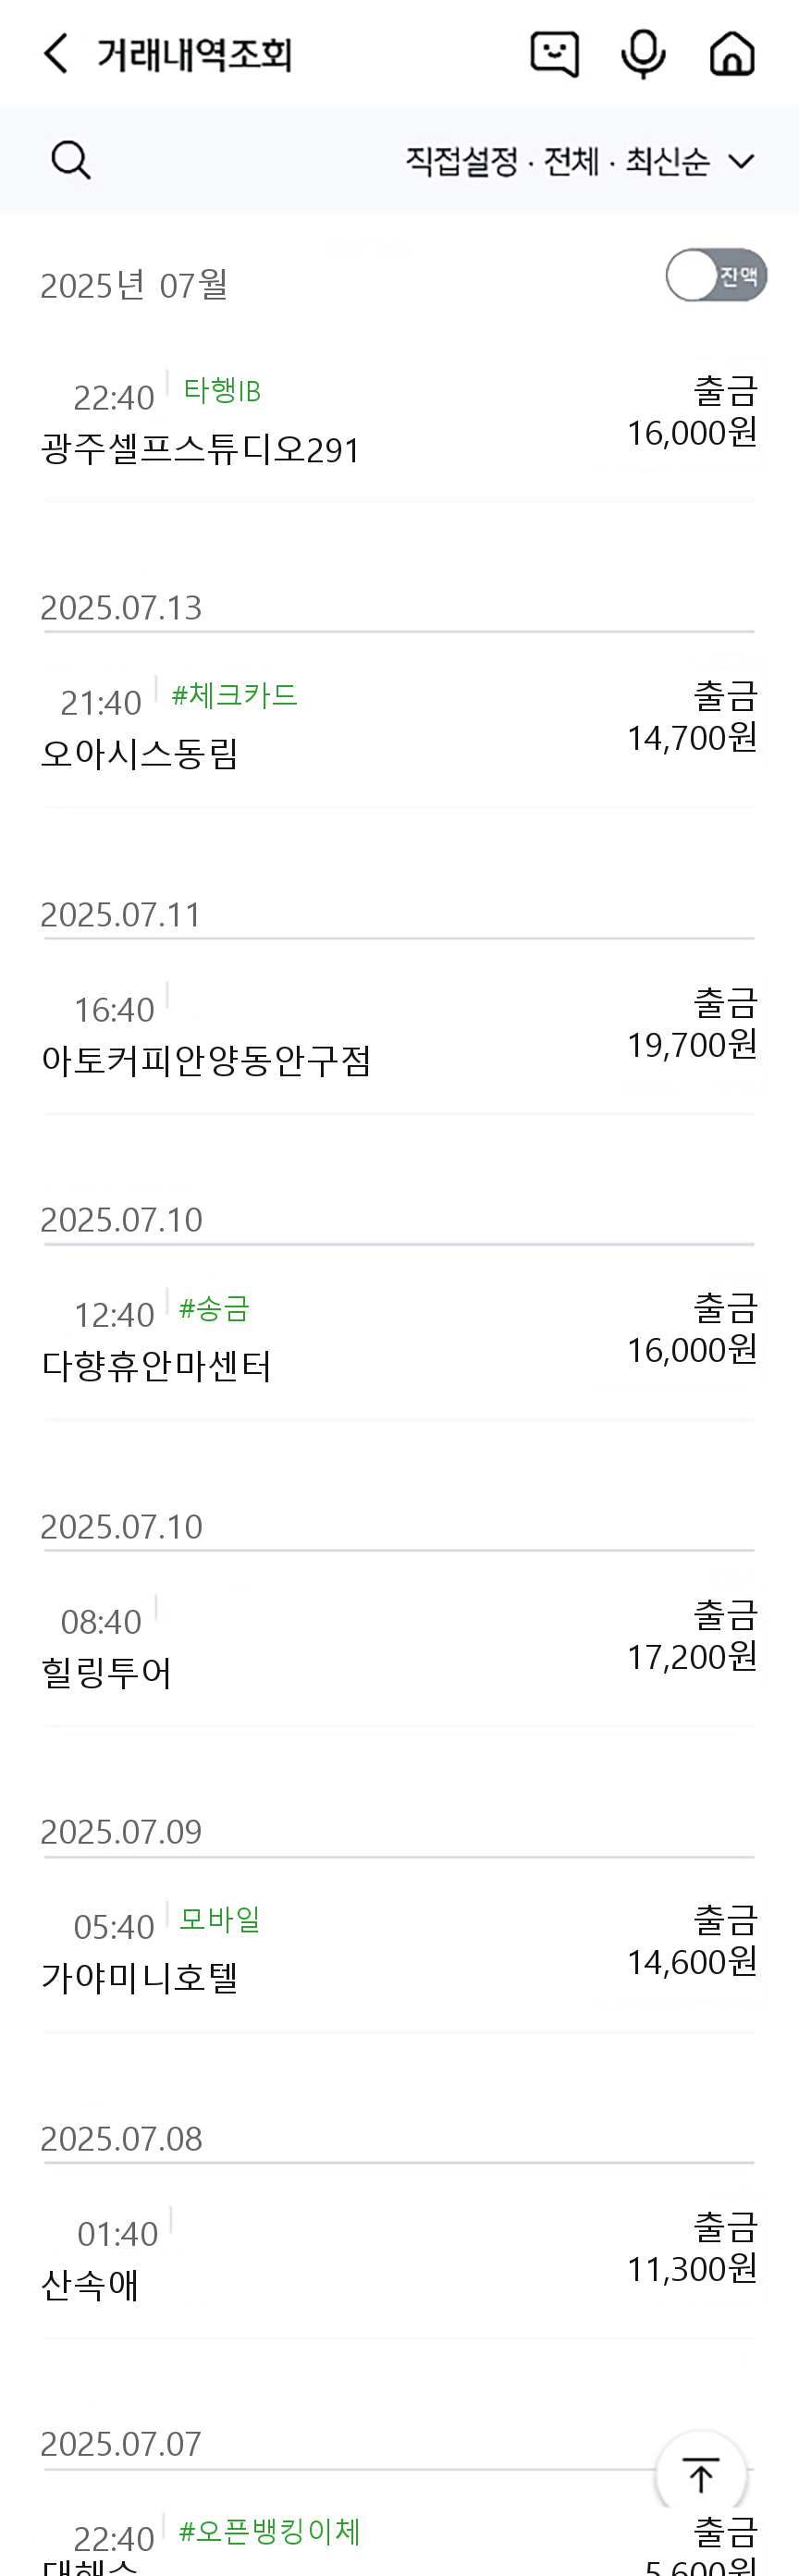 거래내역조회
직접설정 · 전체 · 최신순
2025년 07월
잔액
22:40 타행IB
출금
광주셀프스튜디오291
16,000원
2025.07.13
21:40 #체크카드
출금
오아시스동림
14,700원
2025.07.11
16:40
출금
아토커피안양동안구점
19,700원
2025.07.10
12:40 #송금
출금
다향휴안마센터
16,000원
2025.07.10
08:40
출금
힐링투어
17,200원
2025.07.09
05:40 모바일
출금
가야미니호텔
14,600원
2025.07.08
01:40
출금
산속애
11,300원
2025.07.07
22:40 #오픈뱅킹이체
출금
5,600원